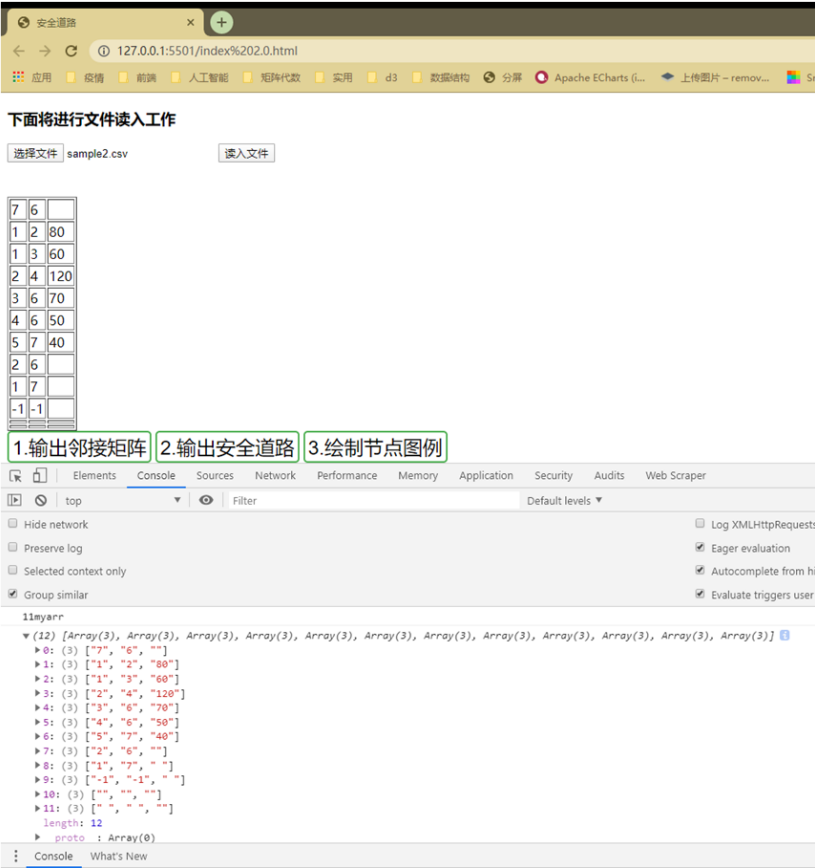 安全道路
127.0.0.1:5501/index%202.0.html
应用 疫情 前端 人工智能 矩阵代数 实用 d3 数据结构 分屏 Apache ECharts (i... 上传图片 – remov...
下面将进行文件读入工作
选择文件 sample2.csv 读入文件
7 6
1 2 80
1 3 60
2 4 120
3 6 70
4 6 50
5 7 40
2 6
1 7
-1 -1
1.输出邻接矩阵 2.输出安全道路 3.绘制节点图例
Elements Console Sources Network Performance Memory Application Security Audits Web Scraper
top Filter Default levels ▼
Hide network Log XMLHttpRequests
Preserve log Eager evaluation
Selected context only Autocomplete from hi
Group similar Evaluate triggers user
11myarr
(12) [Array(3), Array(3), Array(3), Array(3), Array(3), Array(3), Array(3), Array(3), Array(3), Array(3), Array(3), Array(3)]
0: (3) ["7", "6", ""]
1: (3) ["1", "2", "80"]
2: (3) ["1", "3", "60"]
3: (3) ["2", "4", "120"]
4: (3) ["3", "6", "70"]
5: (3) ["4", "6", "50"]
6: (3) ["5", "7", "40"]
7: (3) ["2", "6", ""]
8: (3) ["1", "7", " "]
9: (3) ["-1", "-1", " "]
10: (3) ["", "", ""]
11: (3) [" ", " ", ""]
length: 12
proto : Array(0)
Console What's New